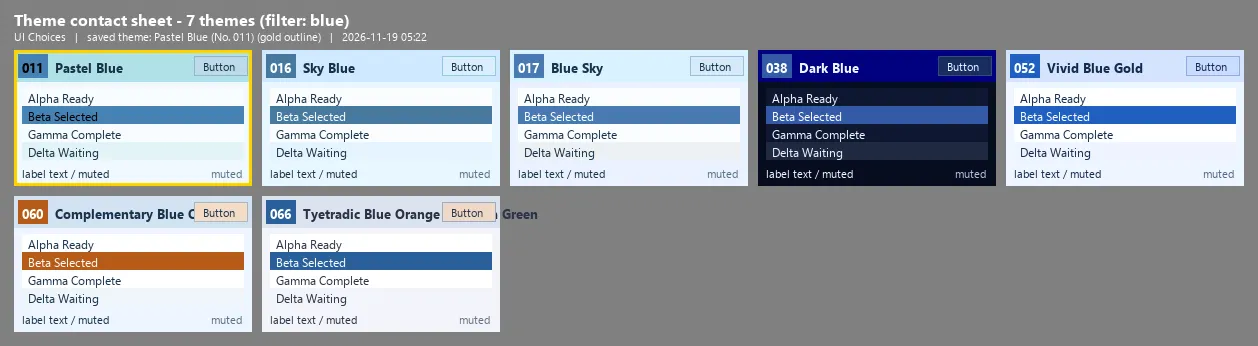 Theme contact sheet - 7 themes (filter: blue)
UI Choices | saved theme: Pastel Blue (No. 011) (gold outline) | 2026-11-19 05:22
011 Pastel Blue Button
Alpha Ready
Beta Selected
Gamma Complete
Delta Waiting
label text / muted muted
016 Sky Blue Button
Alpha Ready
Beta Selected
Gamma Complete
Delta Waiting
label text / muted muted
017 Blue Sky Button
Alpha Ready
Beta Selected
Gamma Complete
Delta Waiting
label text / muted muted
038 Dark Blue Button
Alpha Ready
Beta Selected
Gamma Complete
Delta Waiting
label text / muted muted
052 Vivid Blue Gold Button
Alpha Ready
Beta Selected
Gamma Complete
Delta Waiting
label text / muted muted
060 Complementary Blue Button
Alpha Ready
Beta Selected
Gamma Complete
Delta Waiting
label text / muted muted
066 Tyetradic Blue Orange Button Green
Alpha Ready
Beta Selected
Gamma Complete
Delta Waiting
label text / muted muted